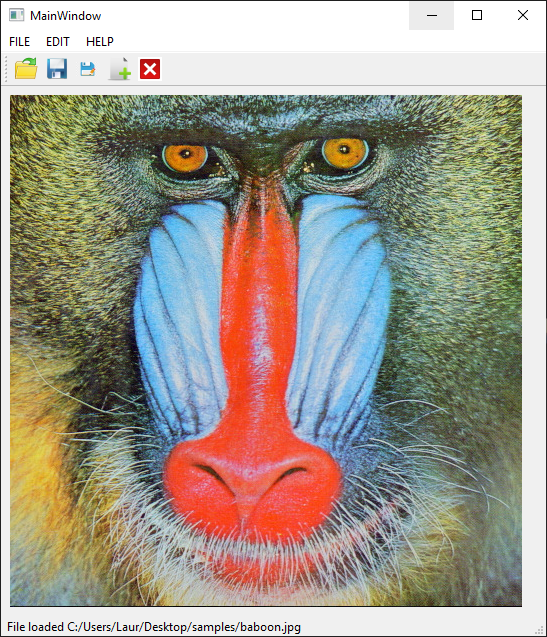 MainWindow
FILE EDIT HELP
File loaded C:/Users/Laur/Desktop/samples/baboon.jpg